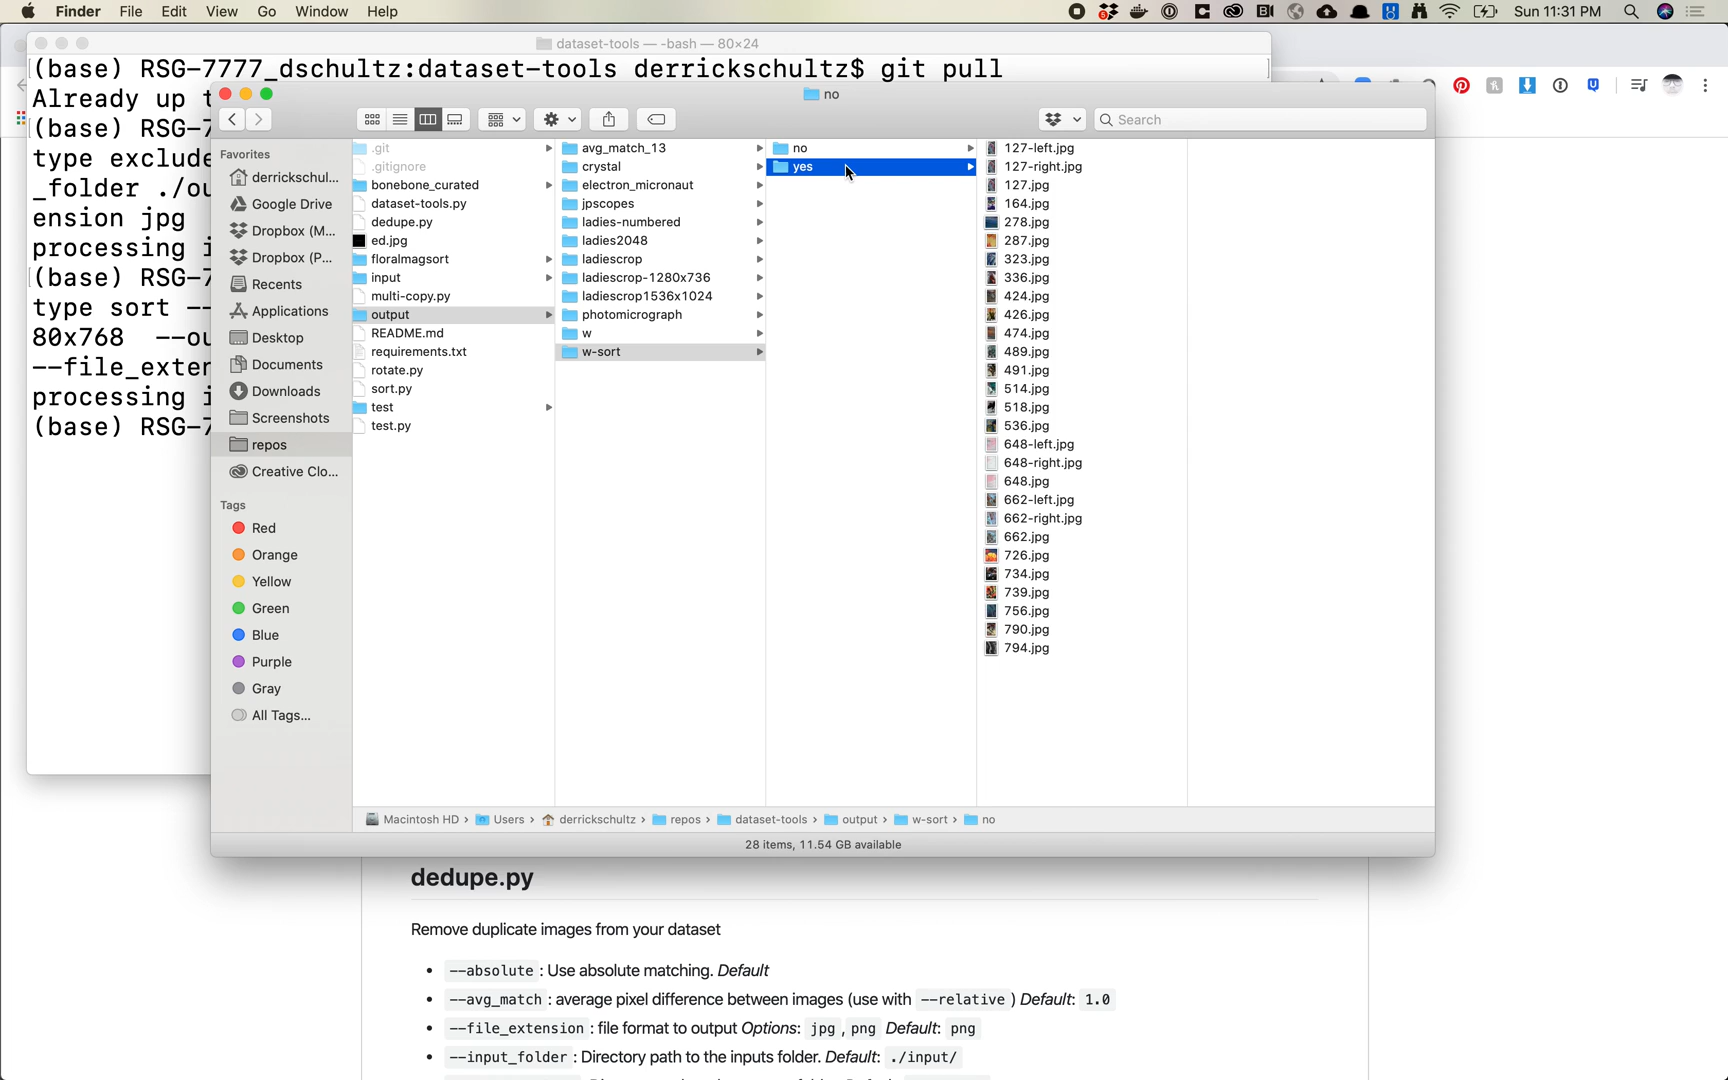 Finder File Edit View Go Window Help
Sun 11:31 PM
dataset-tools — -bash — 80×24
(base) RSG-7777_dschultz:dataset-tools derrickschultz$ git pull
Already up t
(base) RSG-7
type exclude
_folder ./ou
ension jpg
processing i
(base) RSG-7
type sort --
80x768 --ou
--file_exter
processing i
(base) RSG-7
no
Search
Favorites
derrickschul...
Google Drive
Dropbox (M...
Dropbox (P...
Recents
Applications
Desktop
Documents
Downloads
Screenshots
repos
Creative Clo...
Tags
Red
Orange
Yellow
Green
Blue
Purple
Gray
All Tags...
.git
.gitignore
bonebone_curated
dataset-tools.py
dedupe.py
ed.jpg
floralmagsort
input
multi-copy.py
output
README.md
requirements.txt
rotate.py
sort.py
test
test.py
avg_match_13
crystal
electron_micronaut
jpscopes
ladies-numbered
ladies2048
ladiescrop
ladiescrop-1280x736
ladiescrop1536x1024
photomicrograph
w
w-sort
no
yes
127-left.jpg
127-right.jpg
127.jpg
164.jpg
278.jpg
287.jpg
323.jpg
336.jpg
424.jpg
426.jpg
474.jpg
489.jpg
491.jpg
514.jpg
518.jpg
536.jpg
648-left.jpg
648-right.jpg
648.jpg
662-left.jpg
662-right.jpg
662.jpg
726.jpg
734.jpg
739.jpg
756.jpg
790.jpg
794.jpg
Macintosh HD › Users › derrickschultz › repos › dataset-tools › output › w-sort › no
28 items, 11.54 GB available
dedupe.py
Remove duplicate images from your dataset
• --absolute : Use absolute matching. Default
• --avg_match : average pixel difference between images (use with --relative ) Default: 1.0
• --file_extension : file format to output Options: jpg , png Default: png
• --input_folder : Directory path to the inputs folder. Default: ./input/